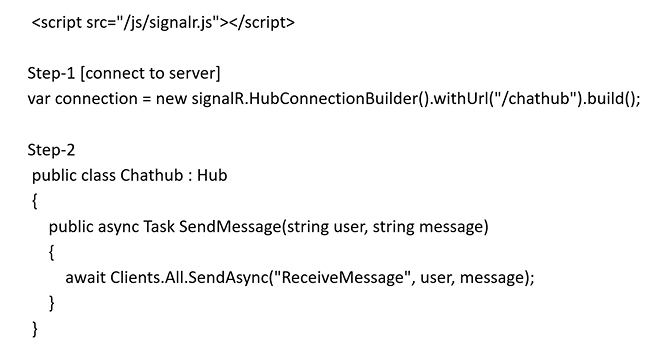 <script src="/js/signalr.js"></script>
Step-1 [connect to server]
var connection = new signalR.HubConnectionBuilder().withUrl("/chathub").build();
Step-2
public class Chathub : Hub
{
public async Task SendMessage(string user, string message)
{
await Clients.All.SendAsync("ReceiveMessage", user, message);
}
}